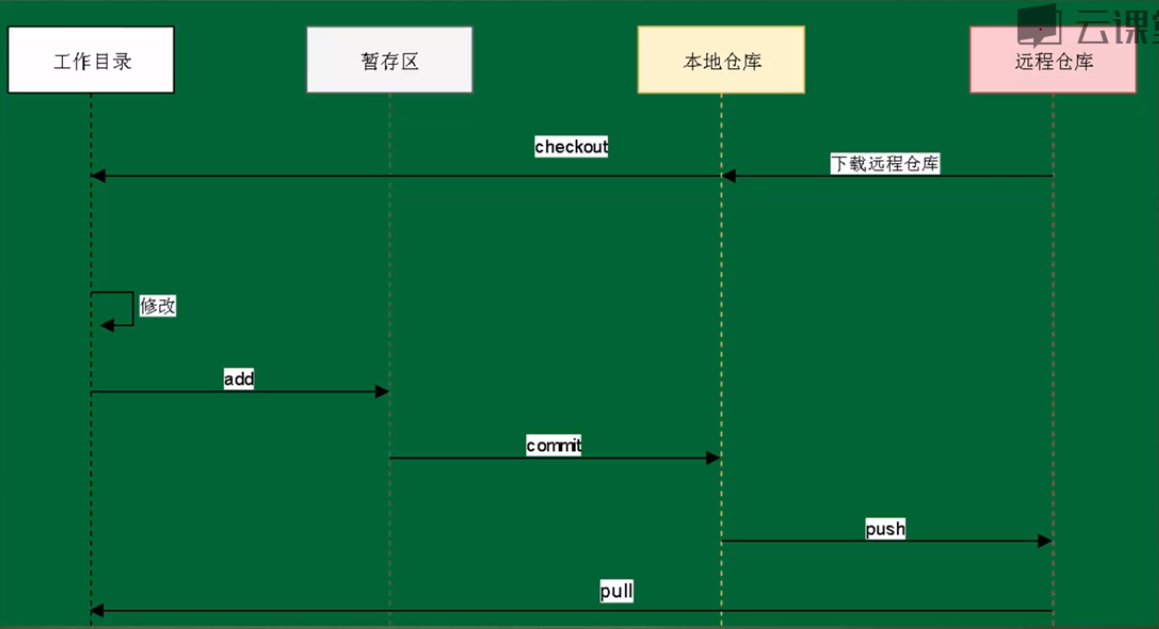 工作目录
暂存区
本地仓库
远程仓库
云课堂
checkout
下载远程仓库
修改
add
commit
push
pull